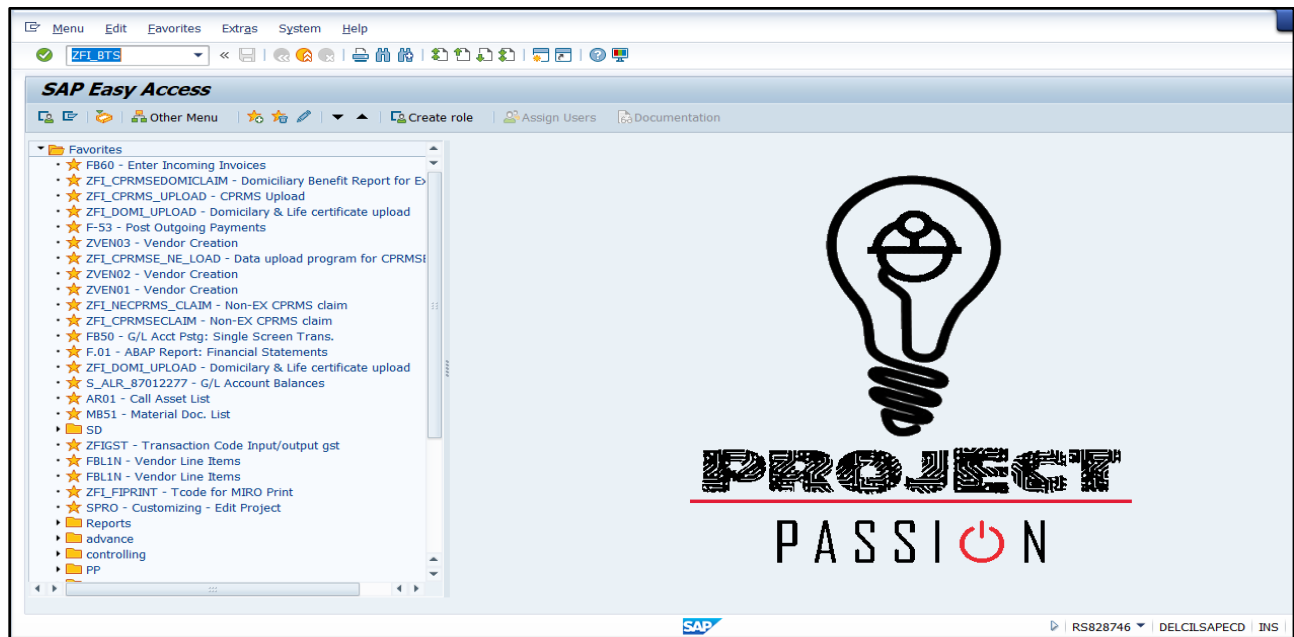 Menu Edit Favorites Extras System Help
ZFI_BTS
SAP Easy Access
Other Menu Create role Assign Users Documentation
Favorites
FB60 - Enter Incoming Invoices
ZFI_CPRMSEDOMICLAIM - Domiciliary Benefit Report for Ex
ZFI_CPRMS_UPLOAD - CPRMS Upload
ZFI_DOMI_UPLOAD - Domicilary & Life certificate upload
F-53 - Post Outgoing Payments
ZVEN03 - Vendor Creation
ZFI_CPRMSE_NE_LOAD - Data upload program for CPRMSE
ZVEN02 - Vendor Creation
ZVEN01 - Vendor Creation
ZFI_NECPRMS_CLAIM - Non-EX CPRMS claim
ZFI_CPRMSECLAIM - Non-EX CPRMS claim
FB50 - G/L Acct Pstg: Single Screen Trans.
F.01 - ABAP Report: Financial Statements
ZFI_DOMI_UPLOAD - Domicilary & Life certificate upload
S_ALR_87012277 - G/L Account Balances
AR01 - Call Asset List
MB51 - Material Doc. List
SD
ZFIGST - Transaction Code Input/output gst
FBL1N - Vendor Line Items
FBL1N - Vendor Line Items
ZFI_FIPRINT - Tcode for MIRO Print
SPRO - Customizing - Edit Project
Reports
advance
controlling
PP
PROJECT
PASSION
SAP
RS828746 DELCILSAPECD INS